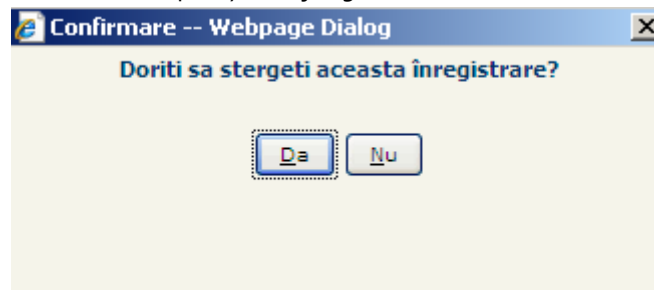 Confirmare -- Webpage Dialog
Doriti sa stergeti aceasta înregistrare?
Da Nu